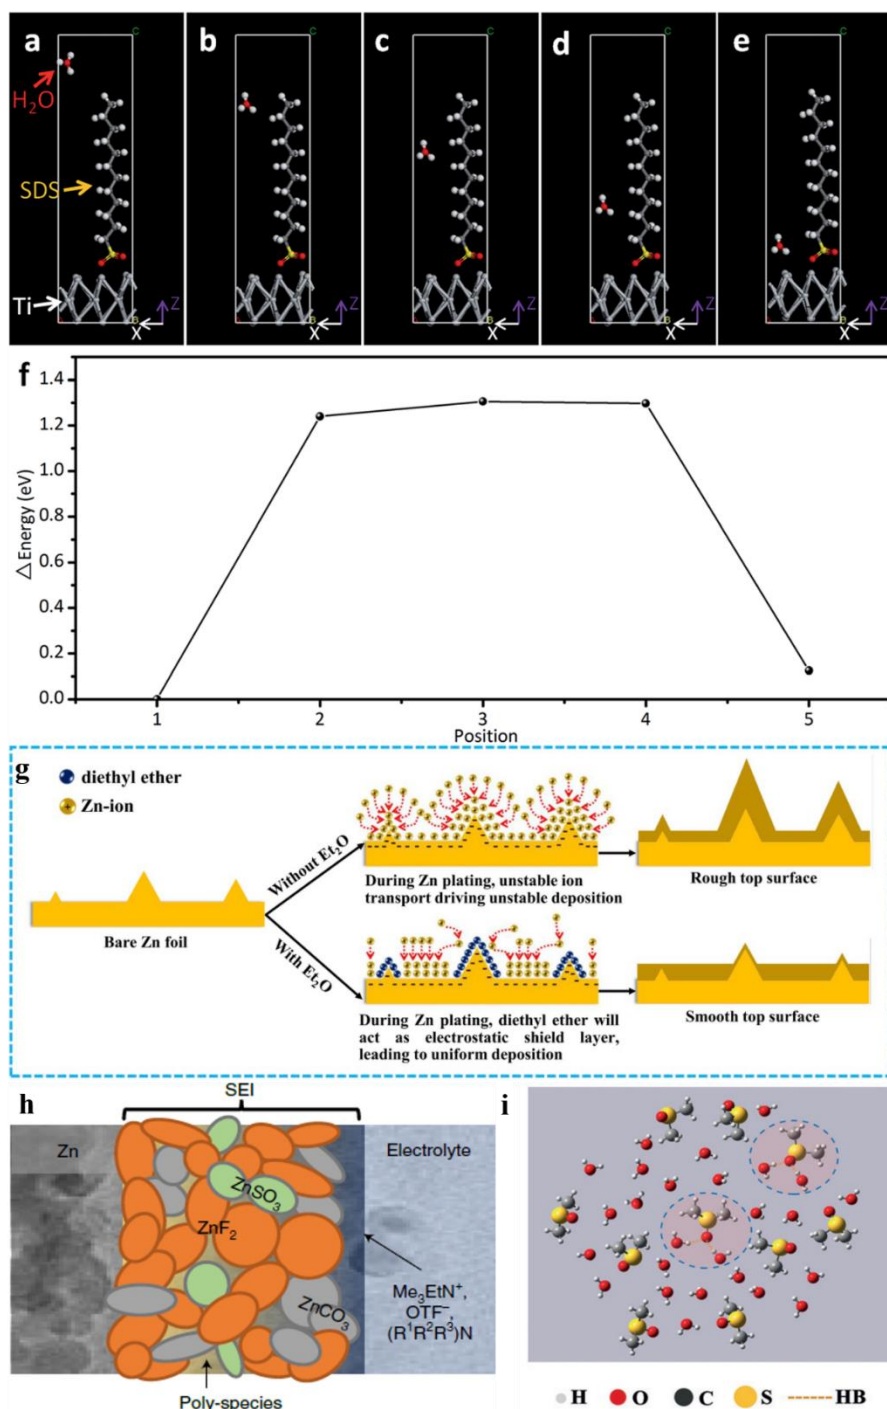 a
b
c
d
e
H₂O
SDS
Ti
C
C
C
C
C
Z
Z
Z
Z
Z
X
X
X
X
X
B
B
B
B
B
f
1.4
1.2
1.0
0.8
0.6
0.4
0.2
0.0
△ Energy (eV)
1
2
3
4
5
Position
g
diethyl ether
Zn-ion
Bare Zn foil
Without Et₂O
With Et₂O
During Zn plating, unstable ion
transport driving unstable deposition
Rough top surface
During Zn plating, diethyl ether will
act as electrostatic shield layer,
leading to uniform deposition
Smooth top surface
h
SEI
Zn
Electrolyte
ZnSO₃
ZnF₂
ZnCO₃
Me₃EtN⁺,
OTF⁻,
(R¹R²R³)N
Poly-species
i
H
O
C
S
HB